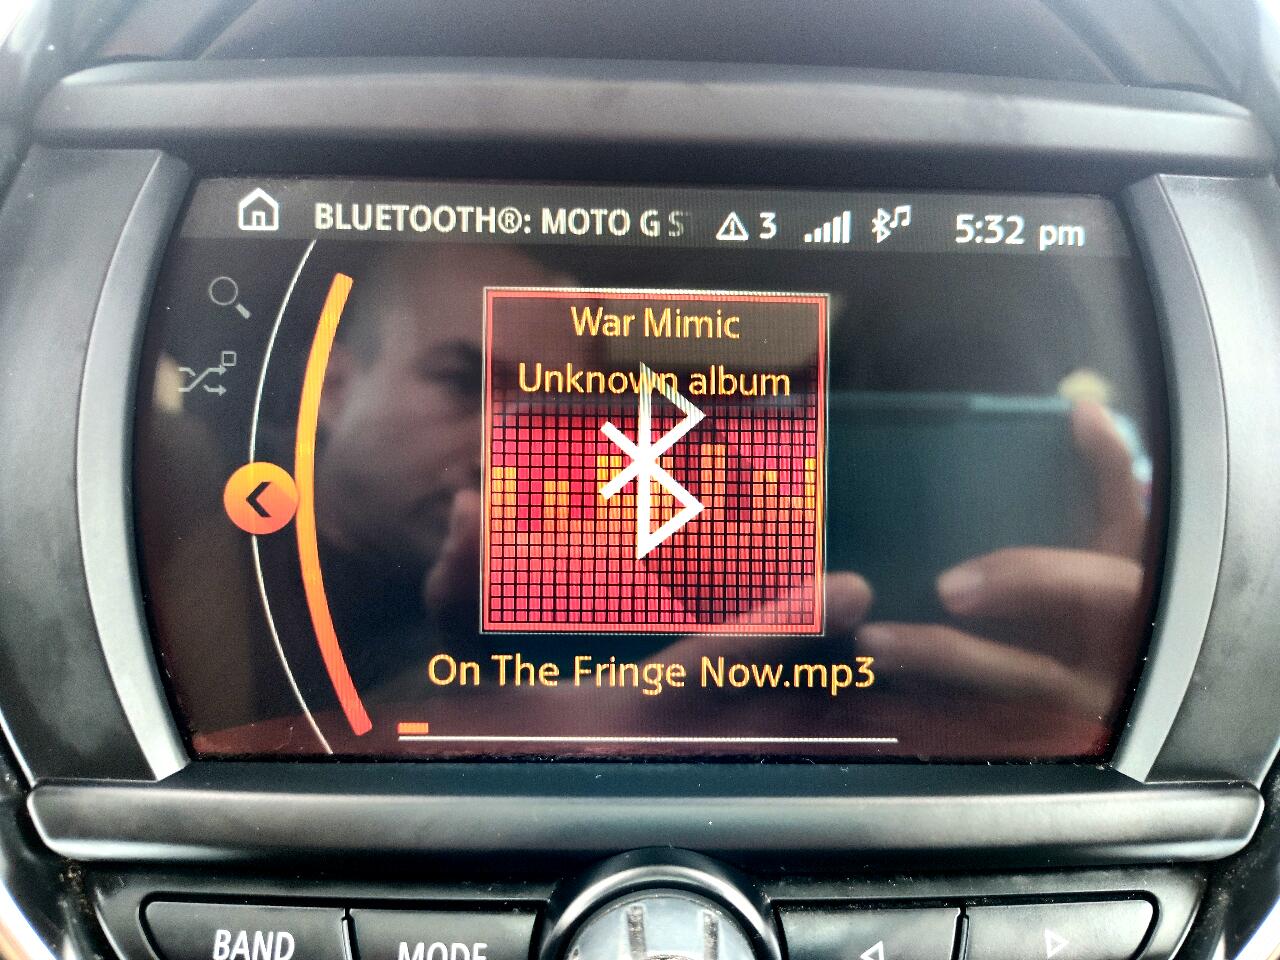 BLUETOOTH®: MOTO G S 3 5:32 pm
War Mimic
Unknown album
On The Fringe Now.mp3
BAND MODE